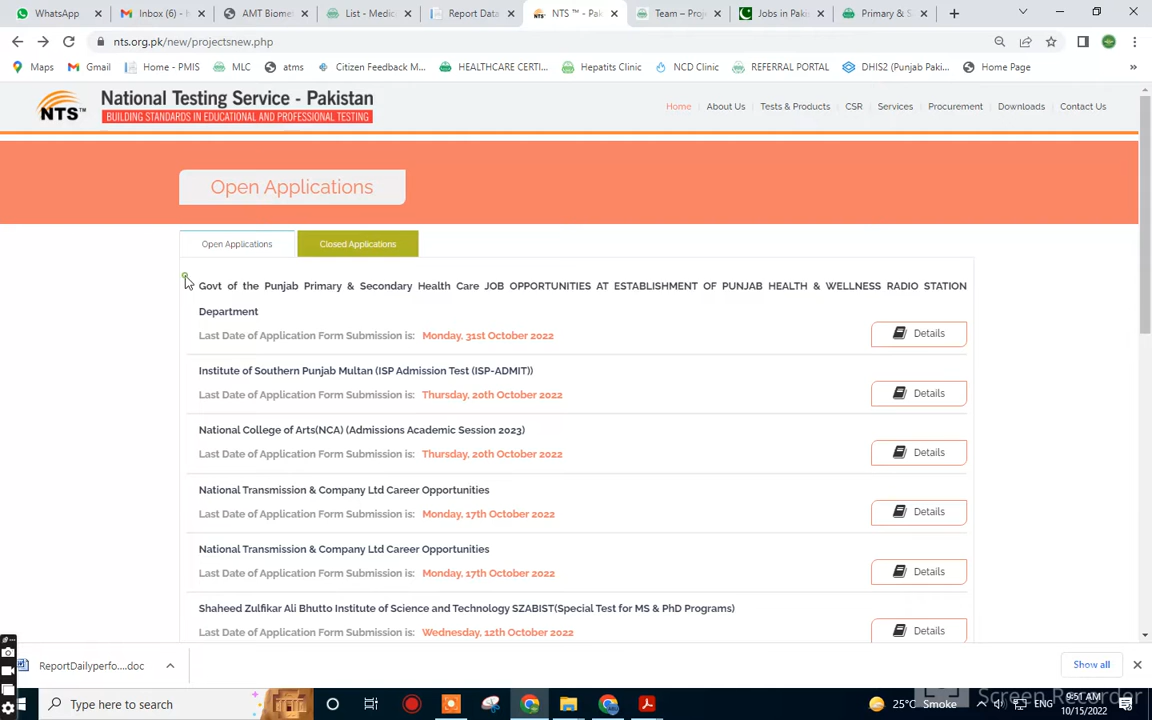 WhatsApp
Inbox (6) -
AMT Biome
List - Medic
Report Data
NTS ™ - Pak
Team – Proj
Jobs in Paki
Primary & S
nts.org.pk/new/projectsnew.php
Maps
Gmail
Home - PMIS
MLC
atms
Citizen Feedback M...
HEALTHCARE CERTI...
Hepatits Clinic
NCD Clinic
REFERRAL PORTAL
DHIS2 (Punjab Paki...
Home Page
»
NTS™
National Testing Service - Pakistan
BUILDING STANDARDS IN EDUCATIONAL AND PROFESSIONAL TESTING
Home
About Us
Tests & Products
CSR
Services
Procurement
Downloads
Contact Us
Open Applications
Open Applications
Closed Applications
Govt of the Punjab Primary & Secondary Health Care JOB OPPORTUNITIES AT ESTABLISHMENT OF PUNJAB HEALTH & WELLNESS RADIO STATION
Department
Last Date of Application Form Submission is: Monday, 31st October 2022
Details
Institute of Southern Punjab Multan (ISP Admission Test (ISP-ADMIT))
Last Date of Application Form Submission is: Thursday, 20th October 2022
Details
National College of Arts(NCA) (Admissions Academic Session 2023)
Last Date of Application Form Submission is: Thursday, 20th October 2022
Details
National Transmission & Company Ltd Career Opportunities
Last Date of Application Form Submission is: Monday, 17th October 2022
Details
National Transmission & Company Ltd Career Opportunities
Last Date of Application Form Submission is: Monday, 17th October 2022
Details
Shaheed Zulfikar Ali Bhutto Institute of Science and Technology SZABIST(Special Test for MS & PhD Programs)
Last Date of Application Form Submission is: Wednesday, 12th October 2022
Details
ReportDailyperfo....doc
Show all
Type here to search
25°C Smoke
ENG
9:51 AM
10/15/2022
Screen Recorder